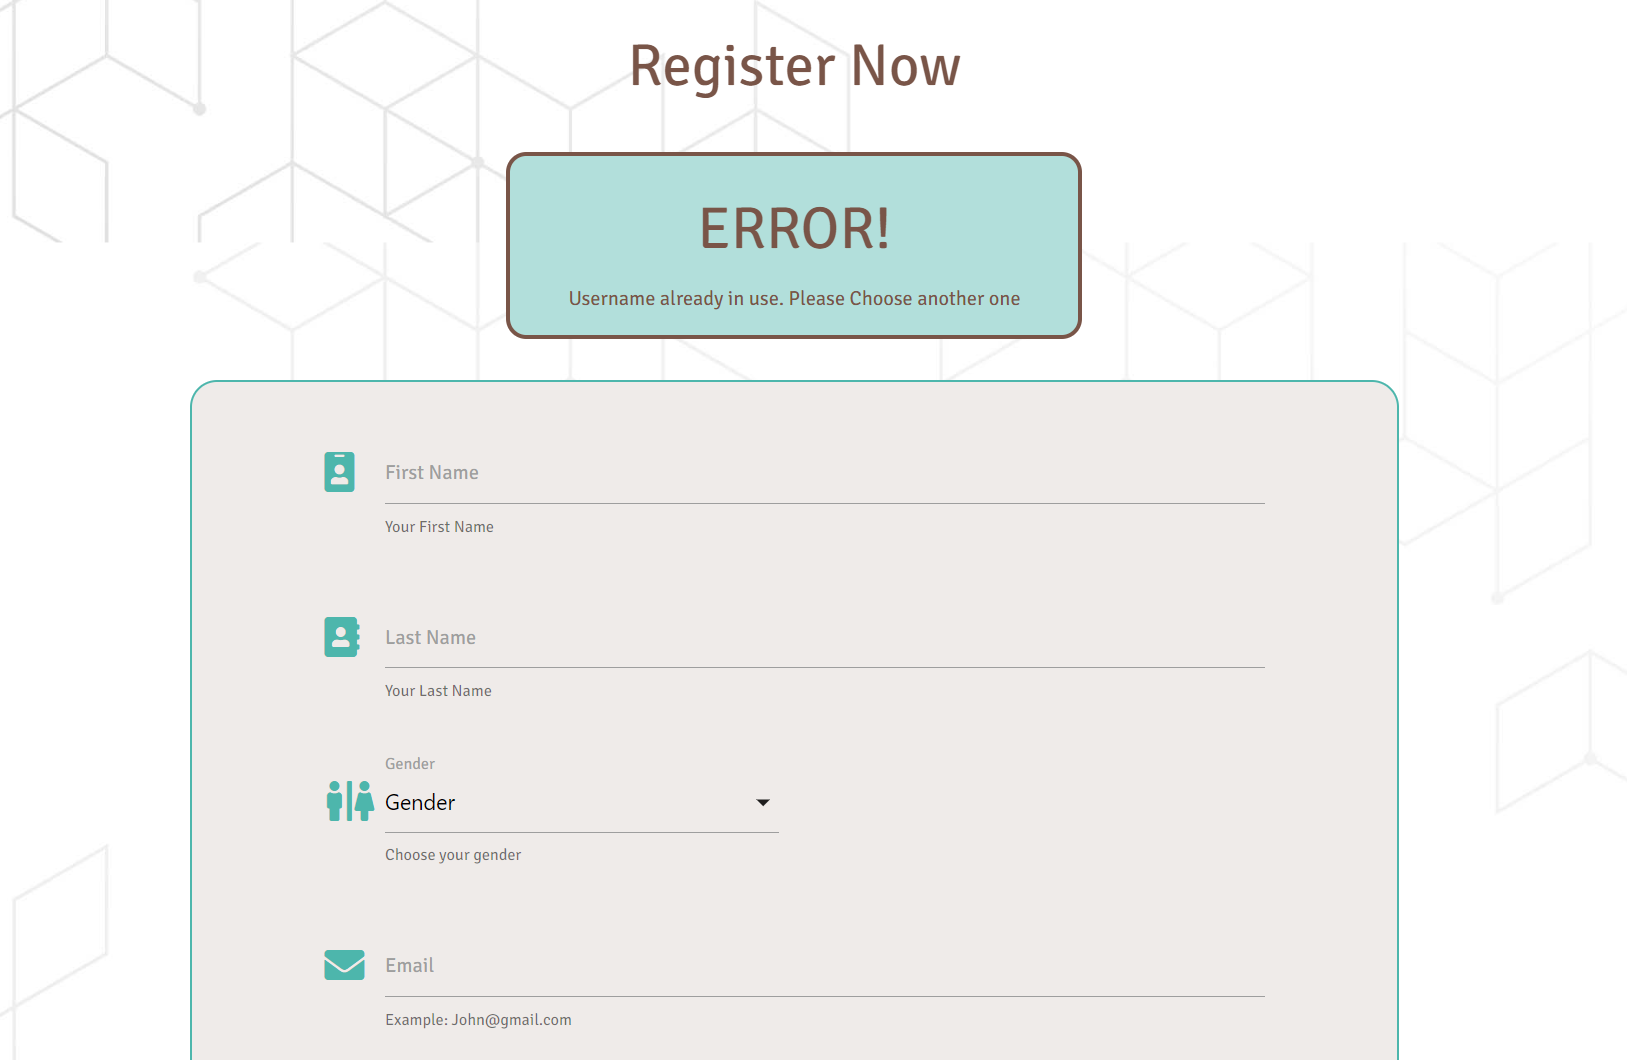 Register Now
ERROR!
Username already in use. Please Choose another one
First Name
Your First Name
Last Name
Your Last Name
Gender
Gender
Choose your gender
Email
Example: John@gmail.com